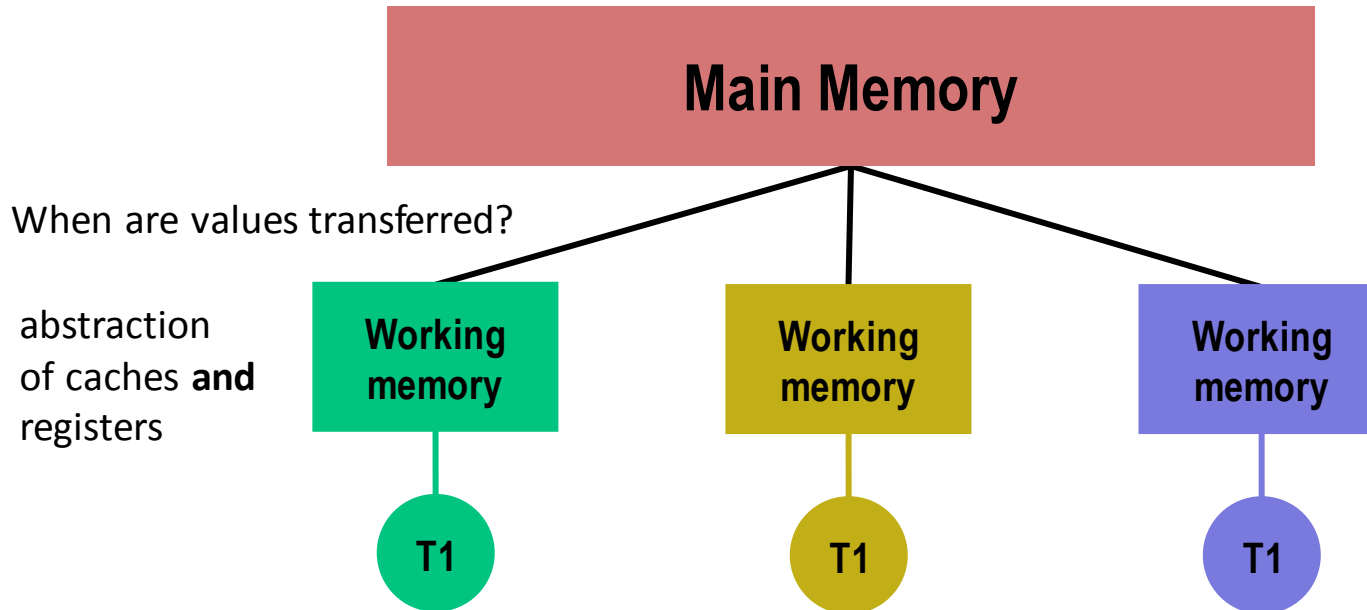 Main Memory
When are values transferred?
abstraction
of caches and
registers
Working
memory
Working
memory
Working
memory
T1
T1
T1